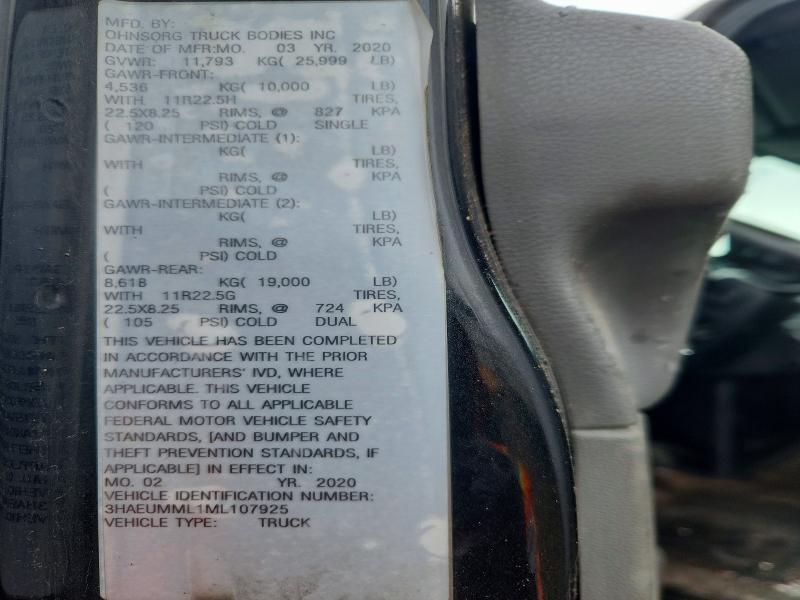 MFD. BY:
OHNSORG TRUCK BODIES INC
DATE OF MFR:MO. 03 YR. 2020
GVWR: 11,793 KG( 25,999 LB)
GAWR-FRONT:
4,536 KG( 10,000 LB)
WITH 11R22.5H TIRES,
22.5X8.25 RIMS, @ 827 KPA
( 120 PSI) COLD SINGLE
GAWR-INTERMEDIATE (1):
KG( LB)
WITH TIRES,
RIMS, @ KPA
( PSI) COLD
GAWR-INTERMEDIATE (2):
KG( LB)
WITH TIRES,
RIMS, @ KPA
( PSI) COLD
GAWR-REAR:
8,618 KG( 19,000 LB)
WITH 11R22.5G TIRES,
22.5X8.25 RIMS, @ 724 KPA
( 105 PSI) COLD DUAL
THIS VEHICLE HAS BEEN COMPLETED
IN ACCORDANCE WITH THE PRIOR
MANUFACTURERS' IVD, WHERE
APPLICABLE. THIS VEHICLE
CONFORMS TO ALL APPLICABLE
FEDERAL MOTOR VEHICLE SAFETY
STANDARDS, [AND BUMPER AND
THEFT PREVENTION STANDARDS, IF
APPLICABLE] IN EFFECT IN:
MO. 02 YR. 2020
VEHICLE IDENTIFICATION NUMBER:
3HAEUMML1ML107925
VEHICLE TYPE: TRUCK